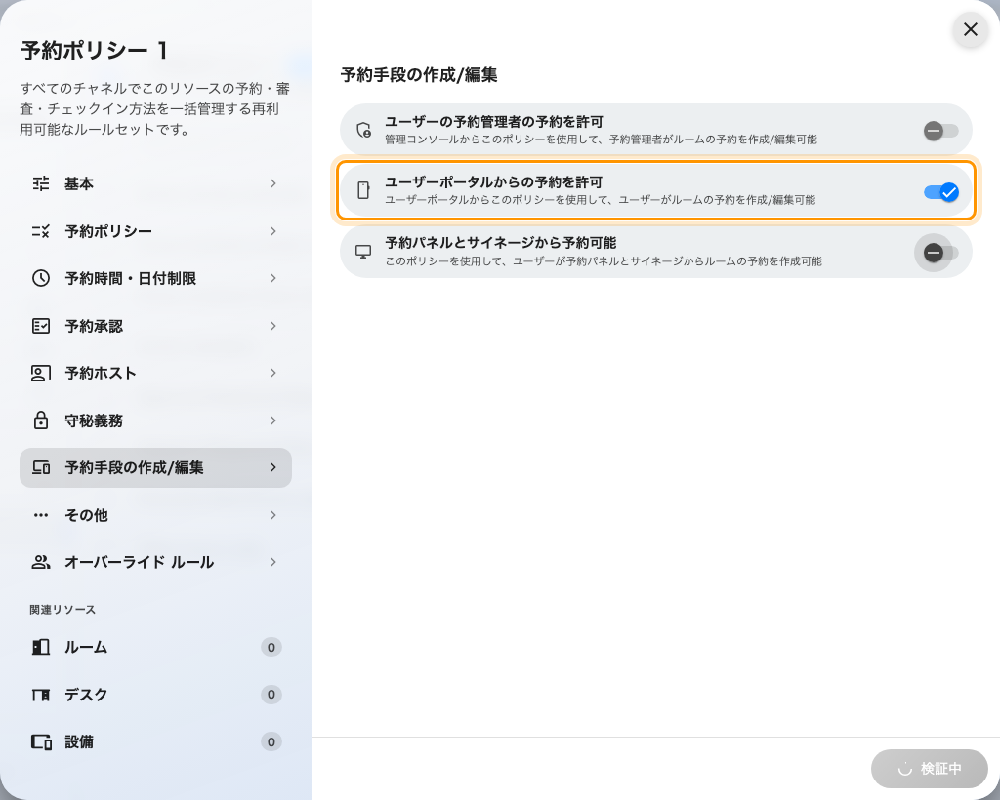 予約ポリシー 1
すべてのチャネルでこのリソースの予約・審
査・チェックイン方法を一括管理する再利
用可能なルールセットです。
基本
予約ポリシー
予約時間・日付制限
予約承認
予約ホスト
守秘義務
予約手段の作成/編集
その他
オーバーライド ルール
関連リソース
ルーム 0
デスク 0
設備 0
予約手段の作成/編集
ユーザーの予約管理者の予約を許可
管理コンソールからこのポリシーを使用して、予約管理者がルームの予約を作成/編集可能
ユーザーポータルからの予約を許可
ユーザーポータルからこのポリシーを使用して、ユーザーがルームの予約を作成/編集可能
予約パネルとサイネージから予約可能
このポリシーを使用して、ユーザーが予約パネルとサイネージからルームの予約を作成可能
検証中